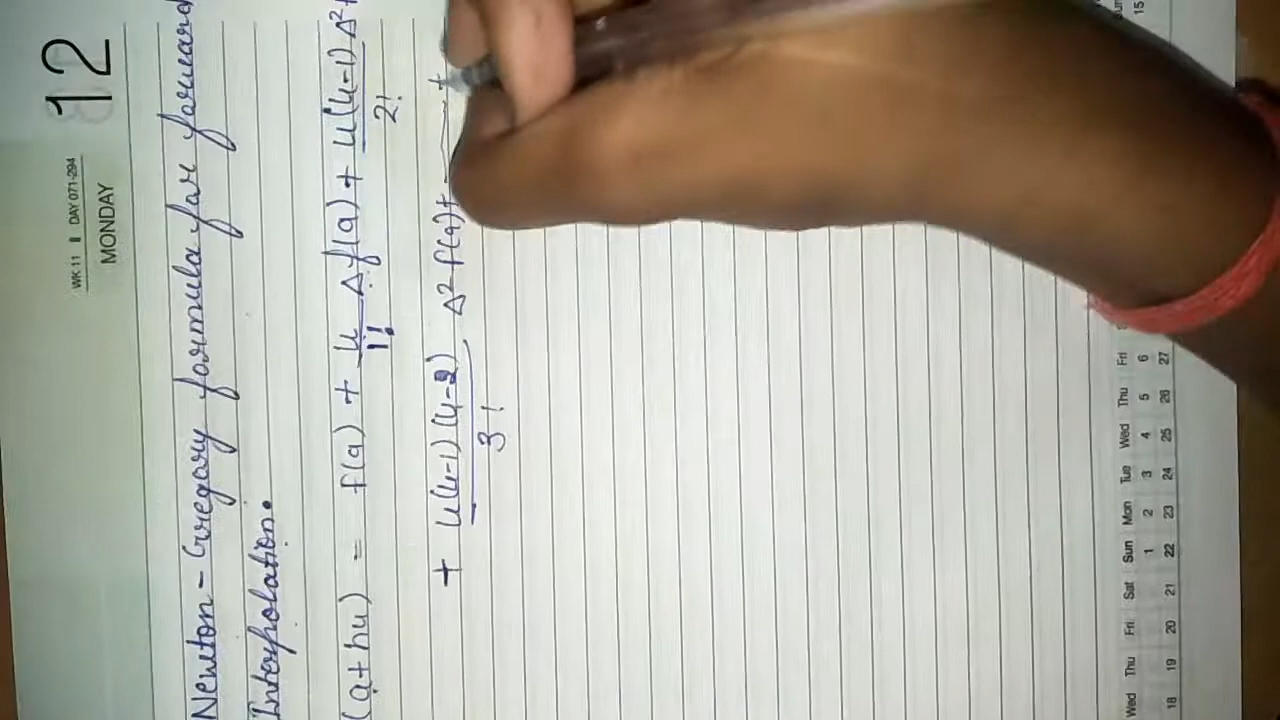 12
WK 11 DAY 071-294
MONDAY
Newton-Gregory formula for forward
Interpolation.
(a+hu) = f(a) + u/1! Δf(a) + u(u-1)/2! Δ²f
+ u(u-1)(u-2)/3! Δ² f(a) + — +
Wed Thu Fri Sat Sun Mon Tue Wed Thu Fri
1 2 3 4 5 6
18 19 20 21 22 23 24 25 26 27
15